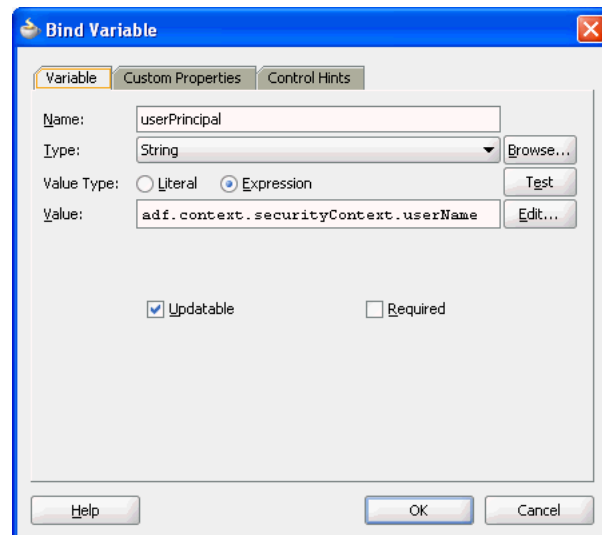 Bind Variable
Variable Custom Properties Control Hints
Name: userPrincipal
Type: String Browse...
Value Type: Literal Expression Test
Value: adf.context.securityContext.userName Edit...
Updatable Required
Help OK Cancel